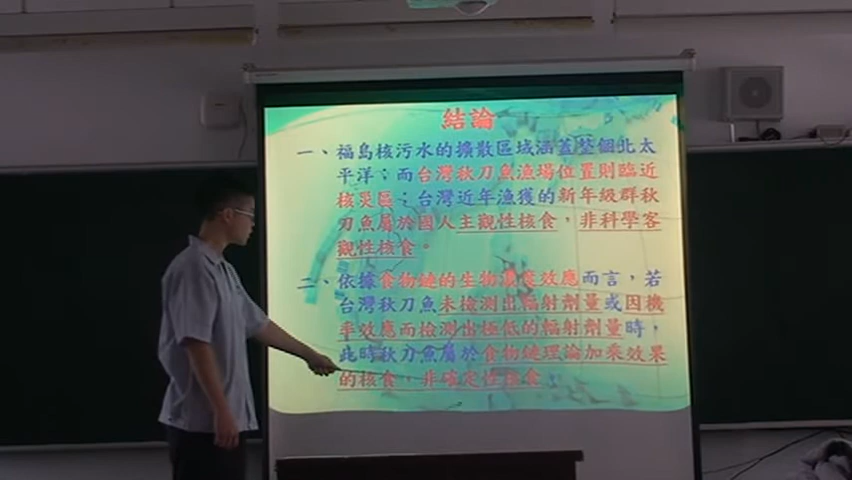 結論
一、福島核污水的擴散區域涵蓋整個北太
平洋；而台灣秋刀魚漁場位置則臨近
核災區；台灣近年漁獲的新年級群秋
刀魚屬於國人主觀性核食，非科學客
觀性核食。
二、依據食物鏈的生物濃度效應而言，若
台灣秋刀魚未檢測出輻射劑量或因機
率效應而檢測出極低的輻射劑量時，
此時秋刀魚屬於食物鏈理論加乘效果
的核食，非確定性核食